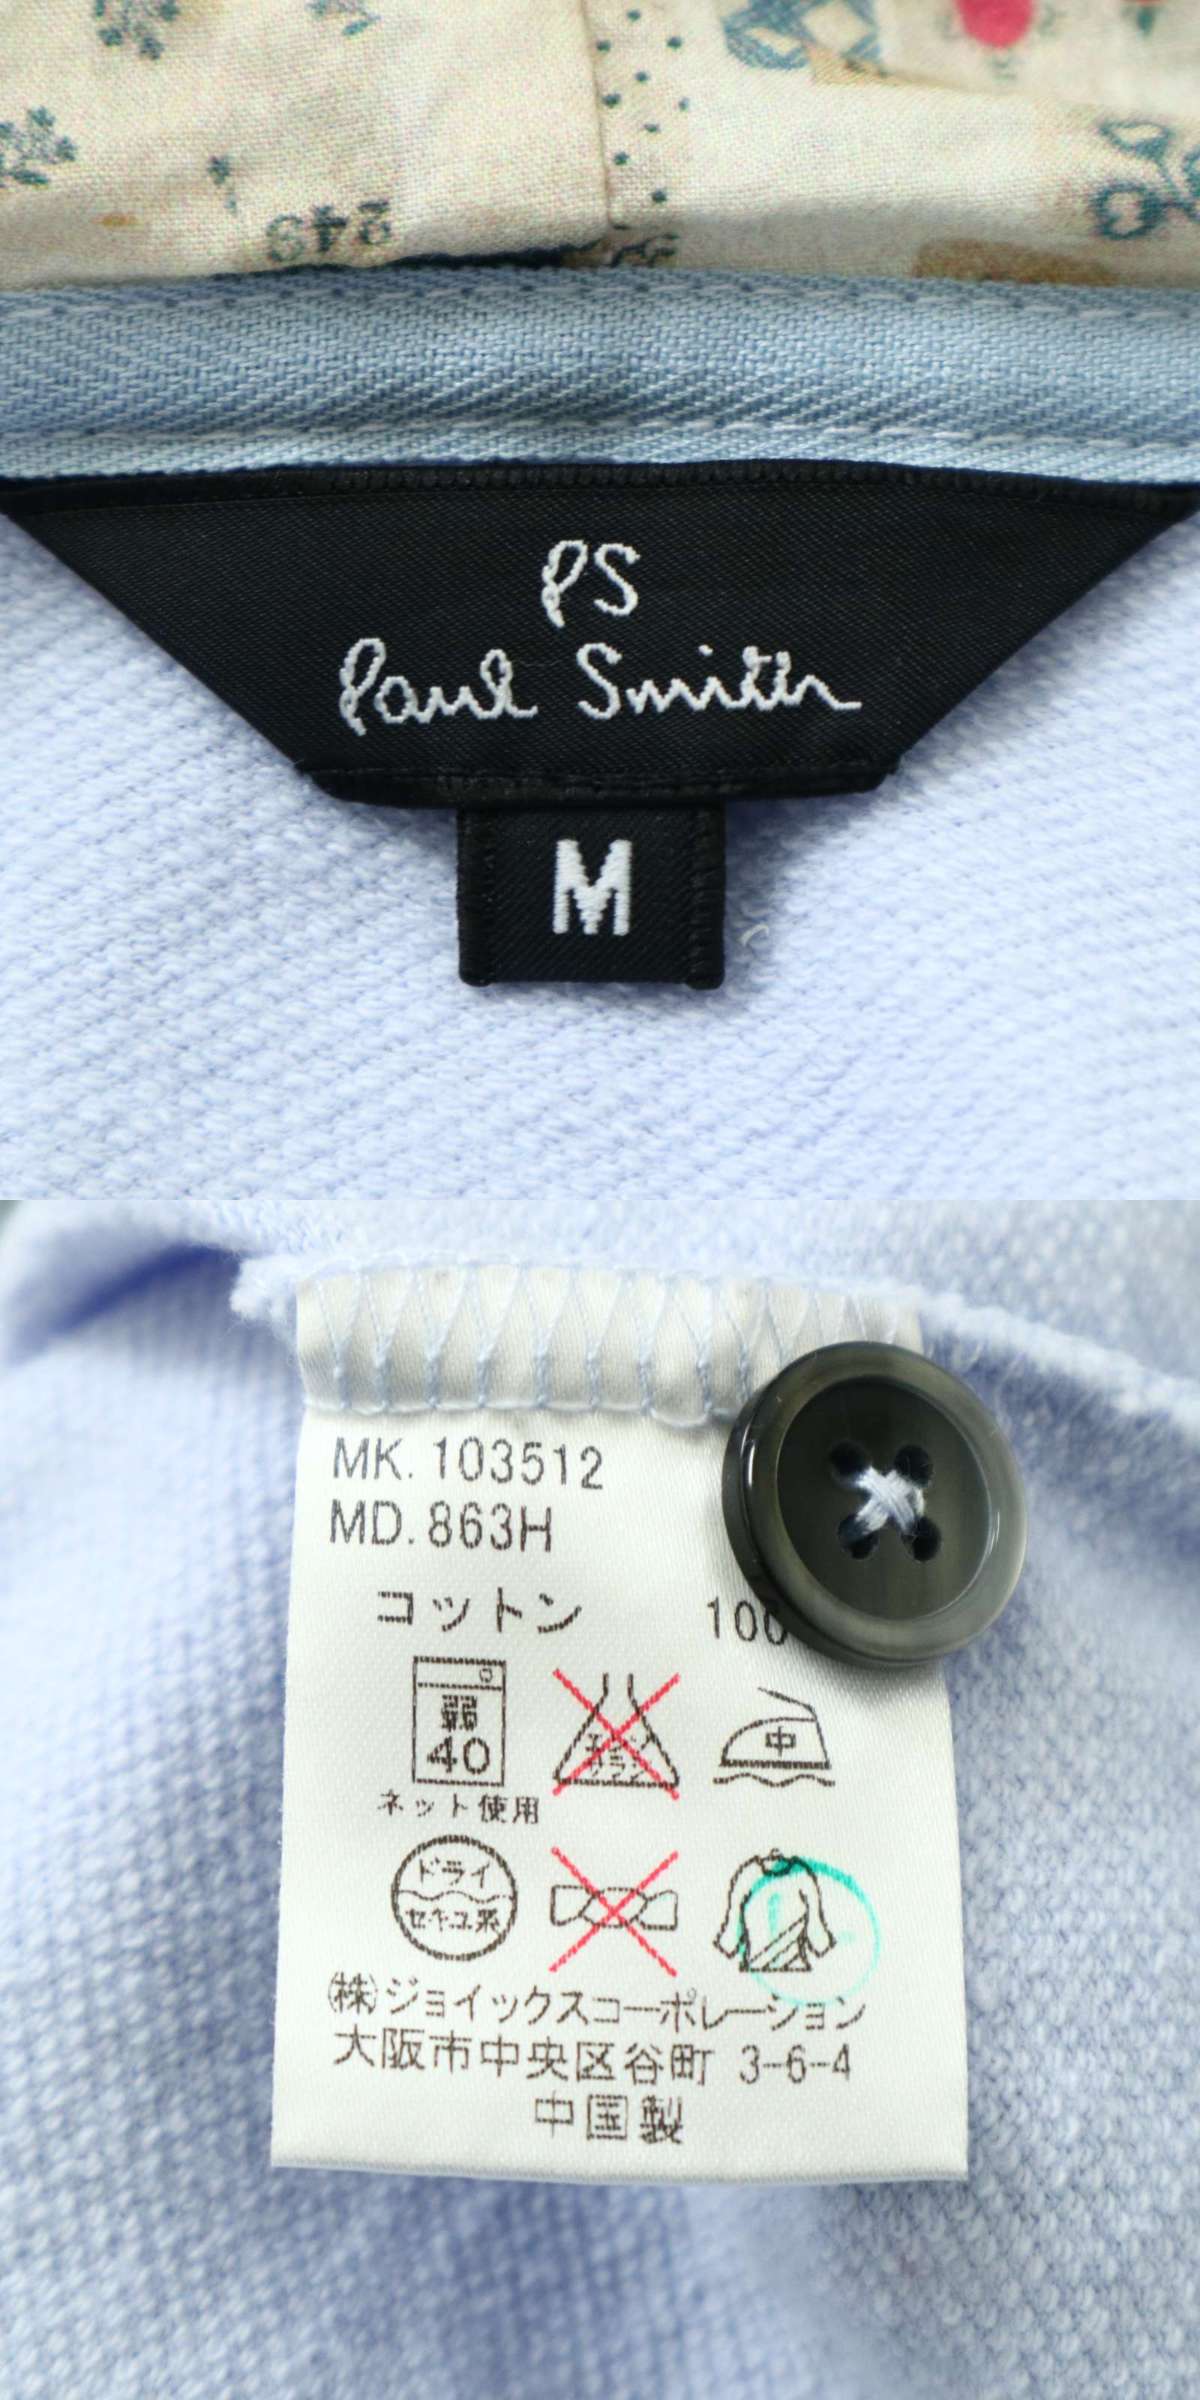 249
PS
Paul Smith
M
MK. 103512
MD. 863H
コットン 100
弱
40
中
ネット使用
ドライ
セキユ系
㈱ジョイックスコーポレーション
大阪市中央区谷町 3-6-4
中国製